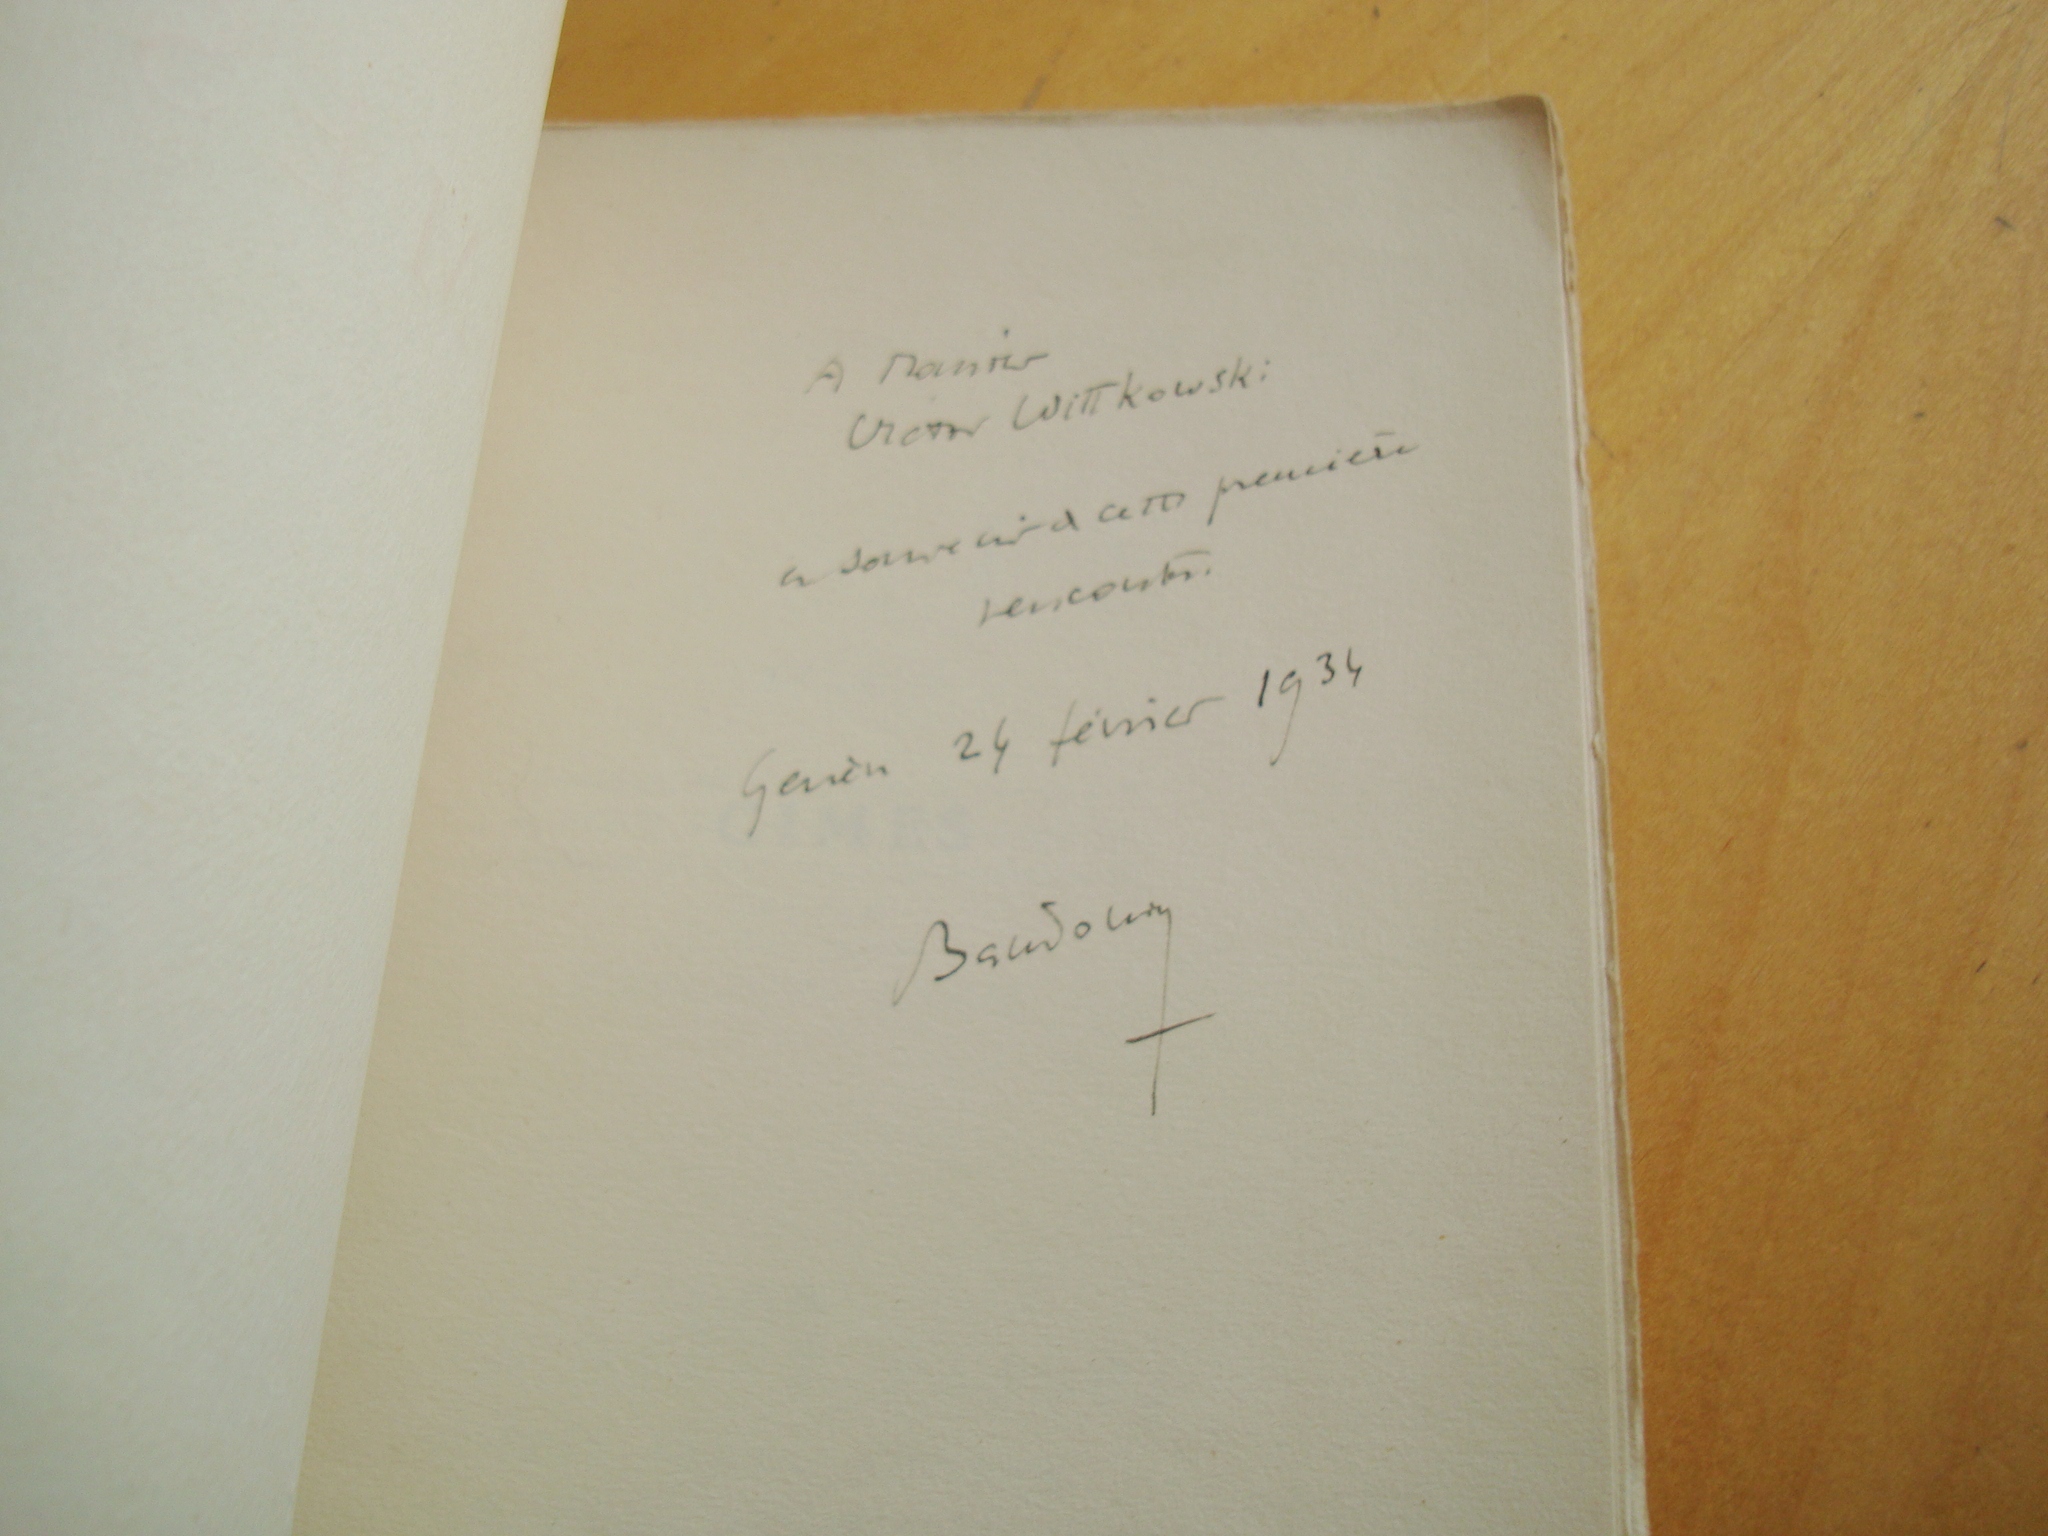 A Monsieur
Victor Wittkowski
en souvenir de cette première
rencontre.
Genève 24 février 1934
Baudouin